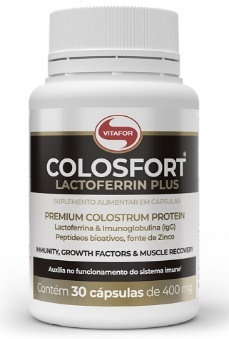 VITAFOR
COLOSFORT®
LACTOFERRIN PLUS
SUPLEMENTO ALIMENTAR EM CÁPSULAS
PREMIUM COLOSTRUM PROTEIN
Lactoferrina & Imunoglobulina (IgG)
Peptídeos bioativos, fonte de Zinco
IMMUNITY, GROWTH FACTORS & MUSCLE RECOVERY
Auxilia no funcionamento do sistema imune¹
Contém 30 cápsulas de 400 mg